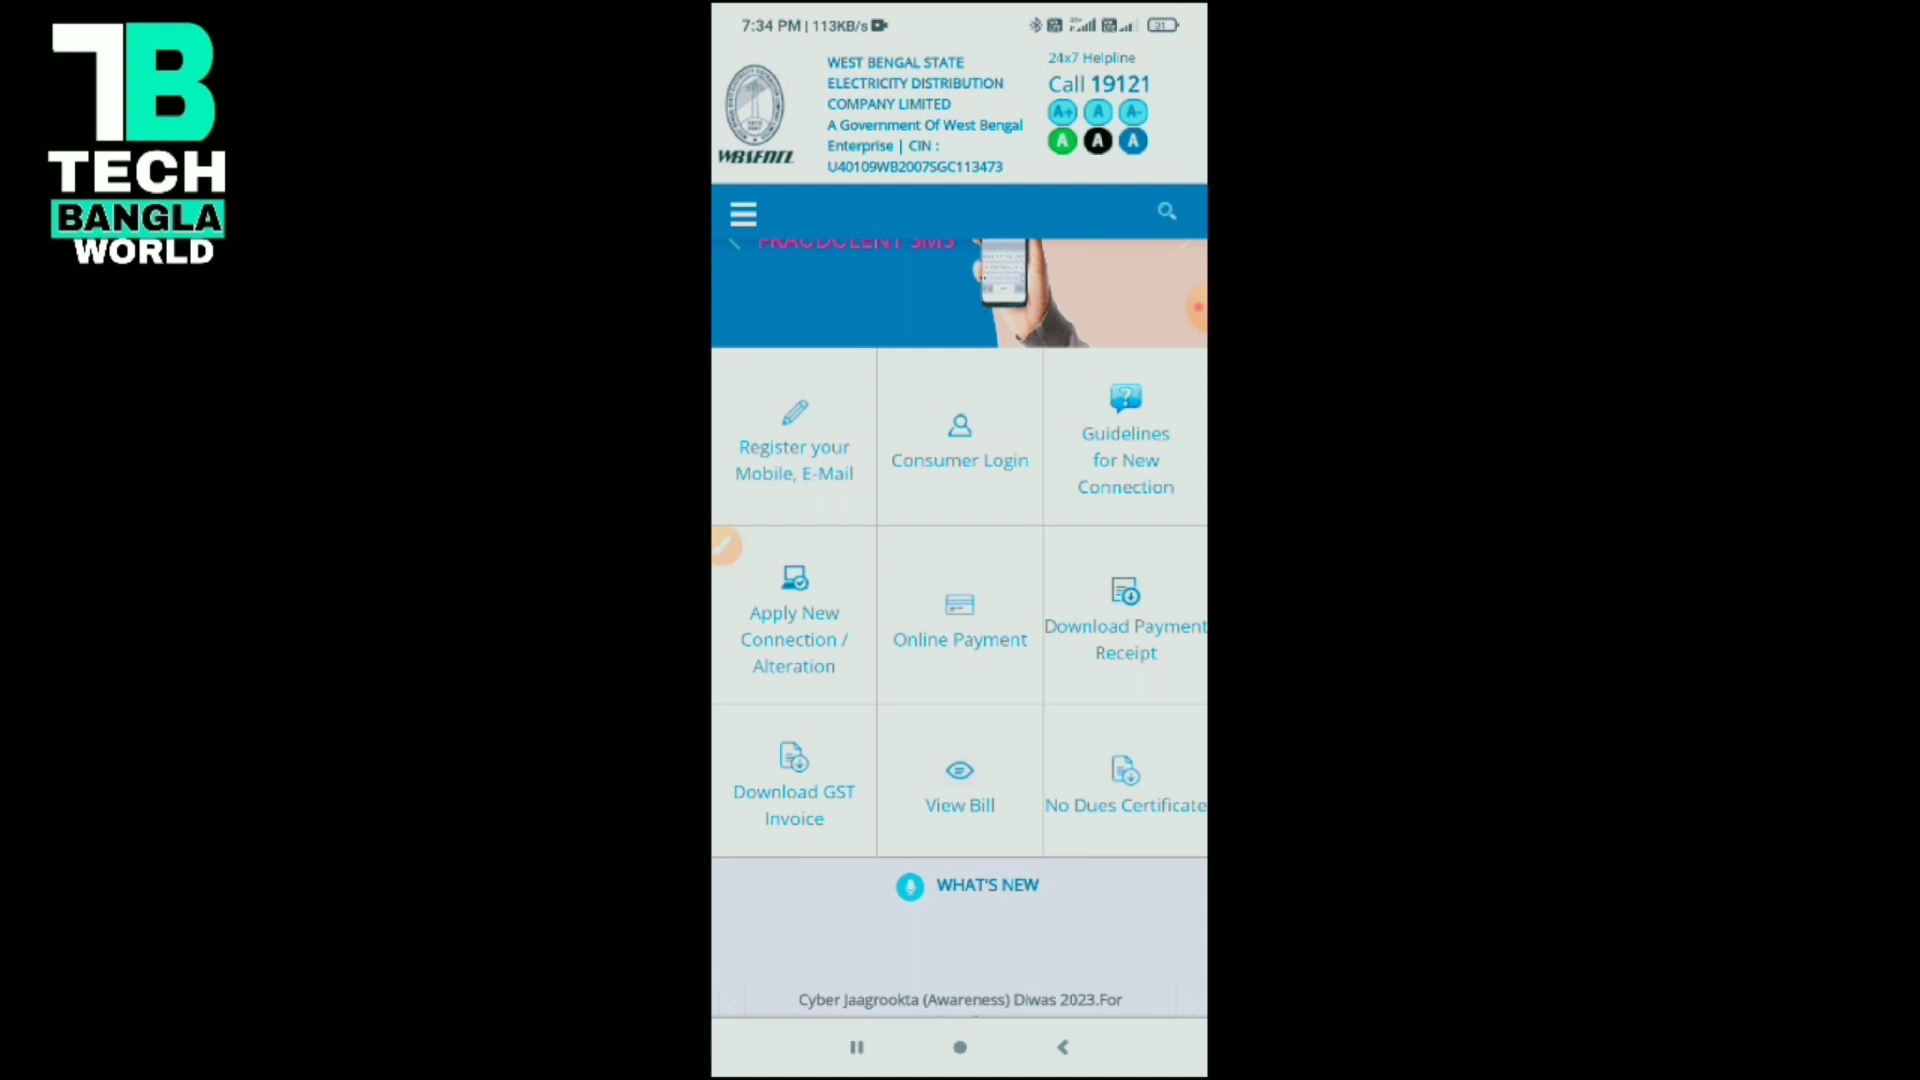 TB
TECH
BANGLA
WORLD
7:34 PM | 113KB/s
31
WEST BENGAL STATE
ELECTRICITY DISTRIBUTION
COMPANY LIMITED
A Government Of West Bengal
Enterprise | CIN :
U40109WB2007SGC113473
WBSEDCL
24x7 Helpline
Call 19121
A+ A A-
A A A
FRAUDULENT SMS
Register your
Mobile, E-Mail
Consumer Login
Guidelines
for New
Connection
Apply New
Connection /
Alteration
Online Payment
Download Payment
Receipt
Download GST
Invoice
View Bill
No Dues Certificate
WHAT'S NEW
Cyber Jaagrookta (Awareness) Diwas 2023.For